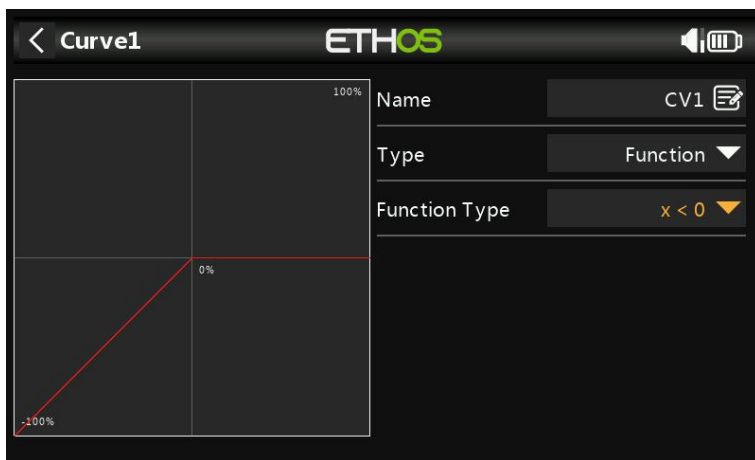 Curve1
ETHOS
100%
0%
-100%
Name
CV1
Type
Function
Function Type
x < 0